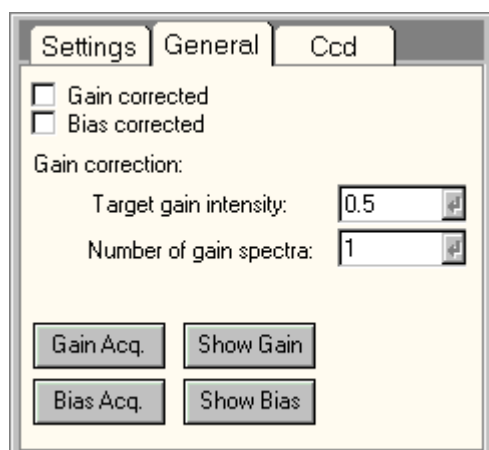 Settings General Ccd
Gain corrected
Bias corrected
Gain correction:
Target gain intensity: 0.5
Number of gain spectra: 1
Gain Acq. Show Gain
Bias Acq. Show Bias